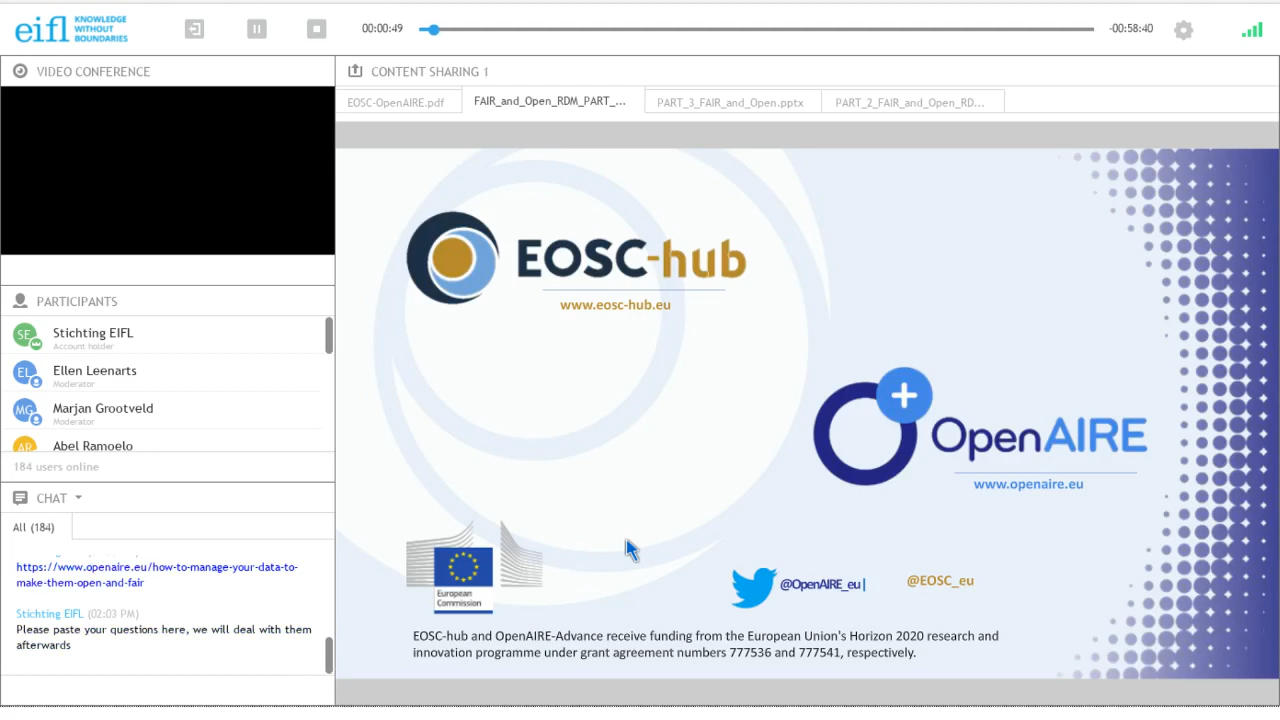 eifl KNOWLEDGE
WITHOUT
BOUNDARIES
00:00:49
-00:58:40
VIDEO CONFERENCE
CONTENT SHARING 1
EOSC-OpenAIRE.pdf
FAIR_and_Open_RDM_PART_...
PART_3_FAIR_and_Open.pptx
PART_2_FAIR_and_Open_RD...
PARTICIPANTS
SE Stichting EIFL
Account holder
EL Ellen Leenarts
Moderator
MG Marjan Grootveld
Moderator
AR Abel Ramoelo
184 users online
CHAT
All (184)
https://www.openaire.eu/how-to-manage-your-data-to-
make-them-open-and-fair
Stichting EIFL (02:03 PM)
Please paste your questions here, we will deal with them
afterwards
EOSC-hub
www.eosc-hub.eu
OpenAIRE
www.openaire.eu
European
Commission
@OpenAIRE_eu| @EOSC_eu
EOSC-hub and OpenAIRE-Advance receive funding from the European Union's Horizon 2020 research and
innovation programme under grant agreement numbers 777536 and 777541, respectively.